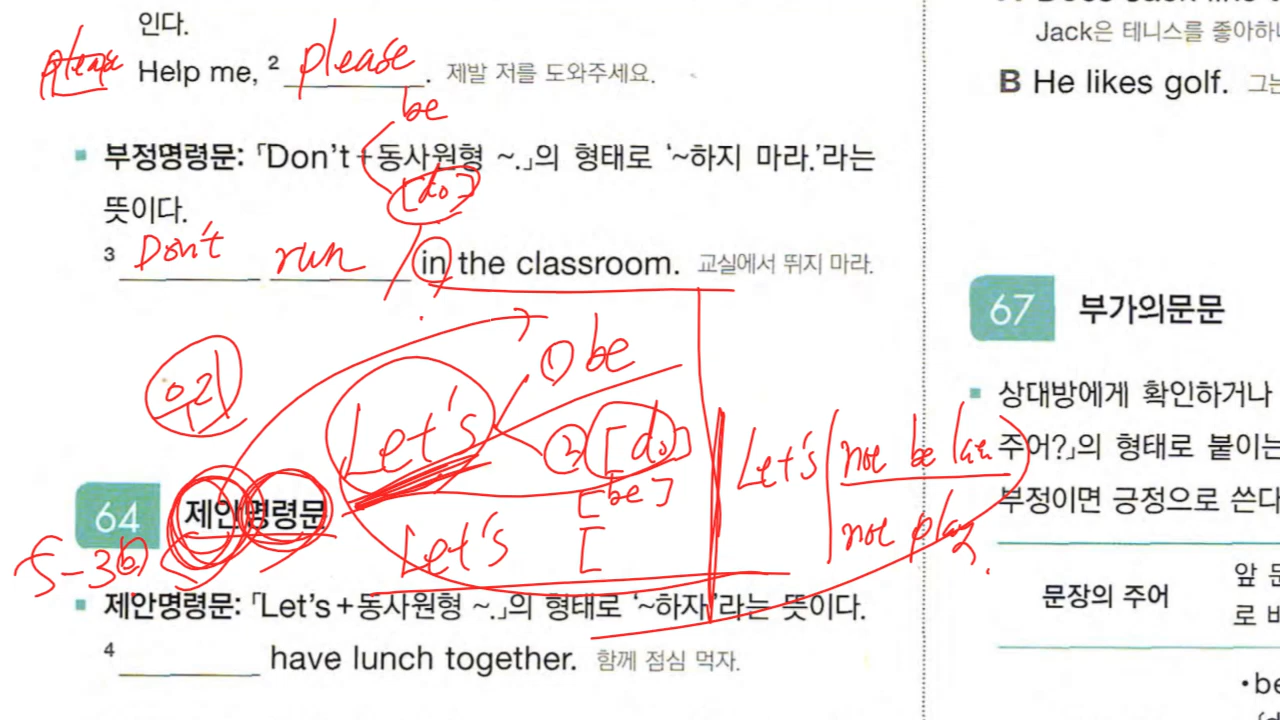 인다.
please Help me, ² please . 제발 저를 도와주세요.
be
부정명령문: 「Don't+동사원형 ~.」의 형태로 '~하지 마라.'라는
[do]
뜻이다.
³ Don't run in the classroom. 교실에서 뛰지 마라.
① be
Let's
② [do]
[be]
Let's [
Let's not be late
not play.
64 제안명령문
제안명령문: 「Let's+동사원형 ~.」의 형태로 '~하자'라는 뜻이다.
⁴ have lunch together. 함께 점심 먹자.
Jack은 테니스를 좋아하
B He likes golf. 그는
67 부가의문문
상대방에게 확인하거나
주어?」의 형태로 붙이는
부정이면 긍정으로 쓴다
문장의 주어
앞 문
로 바
•be